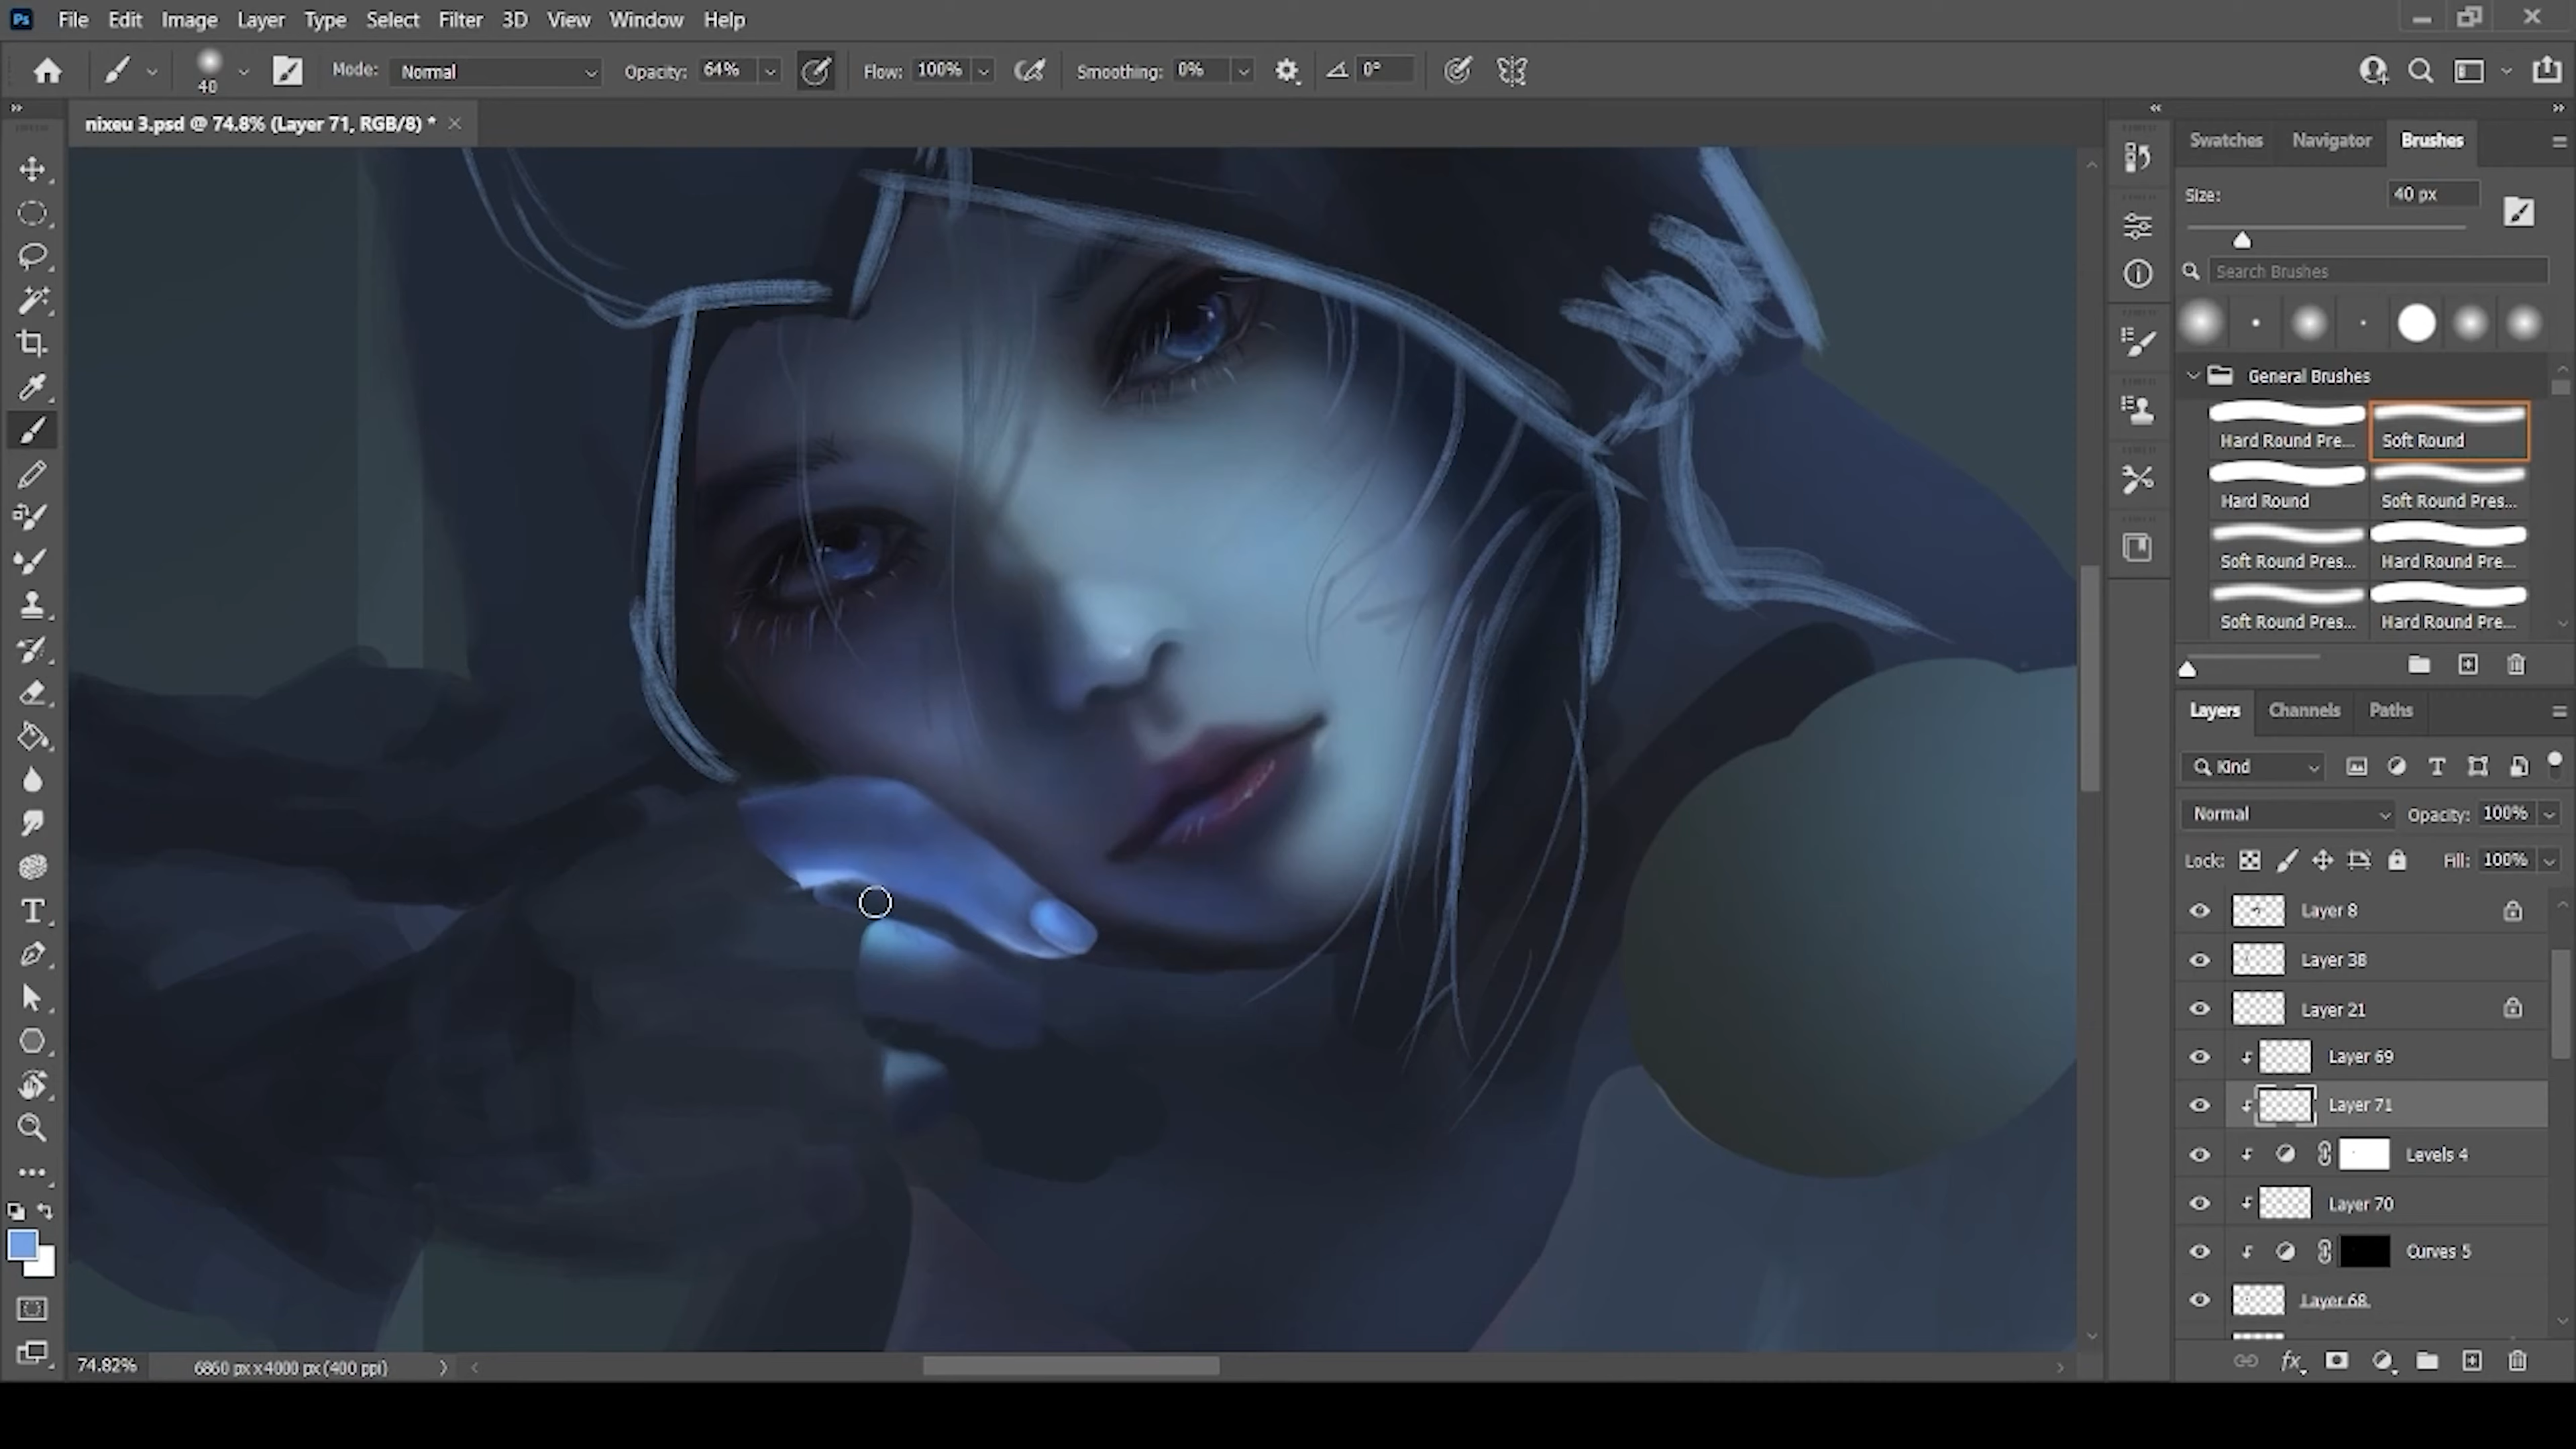 Ps File Edit Image Layer Type Select Filter 3D View Window Help
40 Mode: Normal Opacity: 64% Flow: 100% Smoothing: 0% 0°
nixeu 3.psd @ 74.8% (Layer 71, RGB/8) *
Swatches Navigator Brushes
Size: 40 px
Search Brushes
General Brushes
Hard Round Pre... Soft Round
Hard Round Soft Round Pres...
Soft Round Pres... Hard Round Pre...
Soft Round Pres... Hard Round Pre...
Layers Channels Paths
Kind
Normal Opacity: 100%
Lock: Fill: 100%
Layer 8
Layer 38
Layer 21
Layer 69
Layer 71
Levels 4
Layer 70
Curves 5
Layer 68
fx
74.82% 6860 px x 4000 px (400 ppi)